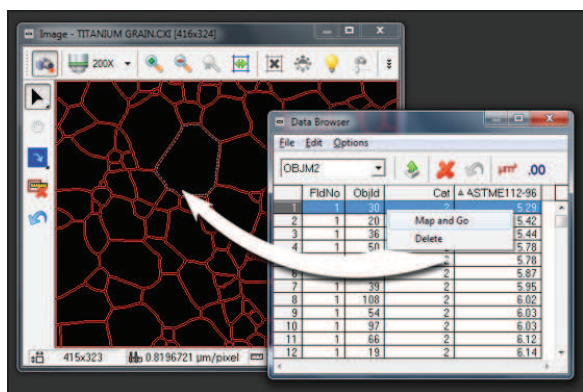 Image - TITANIUM GRAIN.CXI [416x324]
200X
Data Browser
File Edit Options
OBJM2
µm² .00
FldNo ObjId Cat ASTME112-96
1 1 30 2 5.29
2 1 20 5.42
3 1 36 5.44
4 1 50 5.78
2 5.78
2 5.87
7 1 39 2 5.95
8 1 108 2 6.02
9 1 54 2 6.03
10 1 97 2 6.03
11 1 66 2 6.12
12 1 19 2 6.14
Map and Go
Delete
415x323 0.8196721 µm/pixel